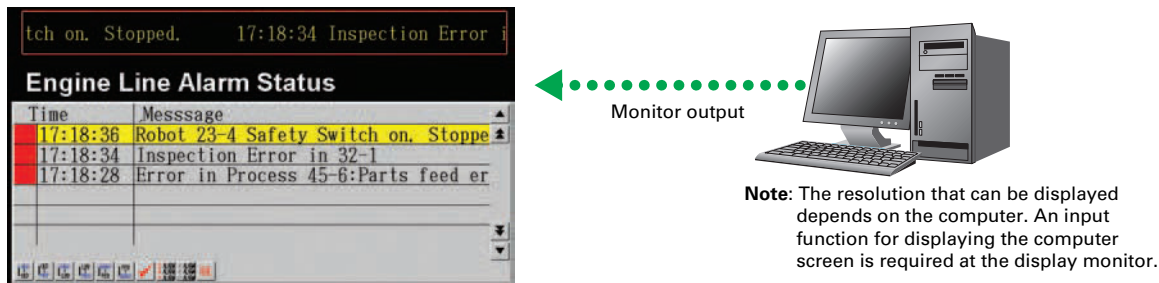 tch on. Stopped. 17:18:34 Inspection Error i
Engine Line Alarm Status
Time Messsage
17:18:36 Robot 23-4 Safety Switch on. Stoppe
17:18:34 Inspection Error in 32-1
17:18:28 Error in Process 45-6:Parts feed er
Monitor output
Note: The resolution that can be displayed
depends on the computer. An input
function for displaying the computer
screen is required at the display monitor.